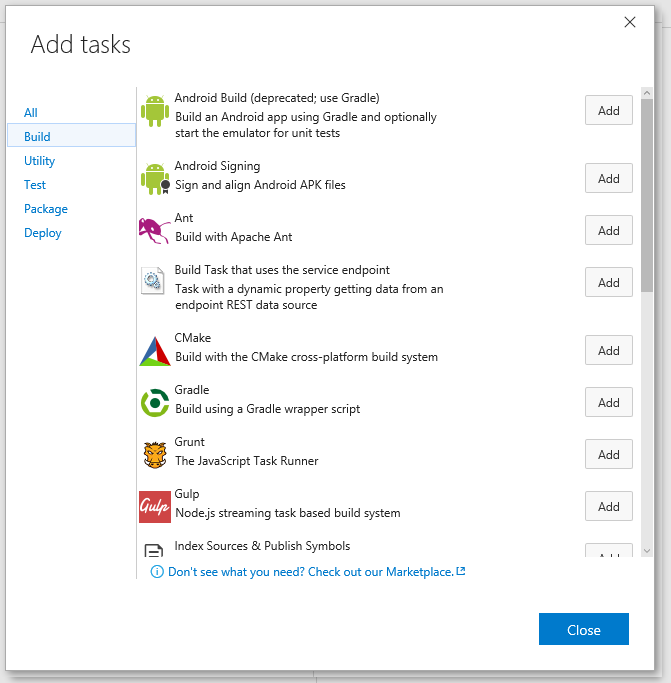 Add tasks
All
Build
Utility
Test
Package
Deploy
Android Build (deprecated; use Gradle)
Build an Android app using Gradle and optionally
start the emulator for unit tests
Add
Android Signing
Sign and align Android APK files
Add
Ant
Build with Apache Ant
Add
Build Task that uses the service endpoint
Task with a dynamic property getting data from an
endpoint REST data source
Add
CMake
Build with the CMake cross-platform build system
Add
Gradle
Build using a Gradle wrapper script
Add
Grunt
The JavaScript Task Runner
Add
Gulp
Gulp
Node.js streaming task based build system
Add
Index Sources & Publish Symbols
Add
Don't see what you need? Check out our Marketplace.
Close